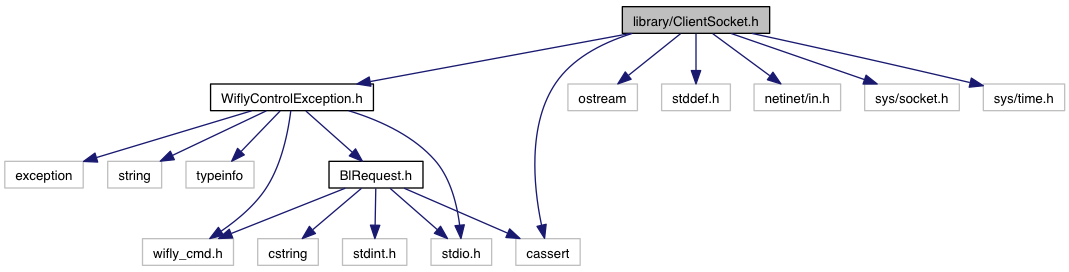 library/ClientSocket.h
WiflyControlException.h
ostream
stddef.h
netinet/in.h
sys/socket.h
sys/time.h
exception
string
typeinfo
BlRequest.h
wifly_cmd.h
cstring
stdint.h
stdio.h
cassert